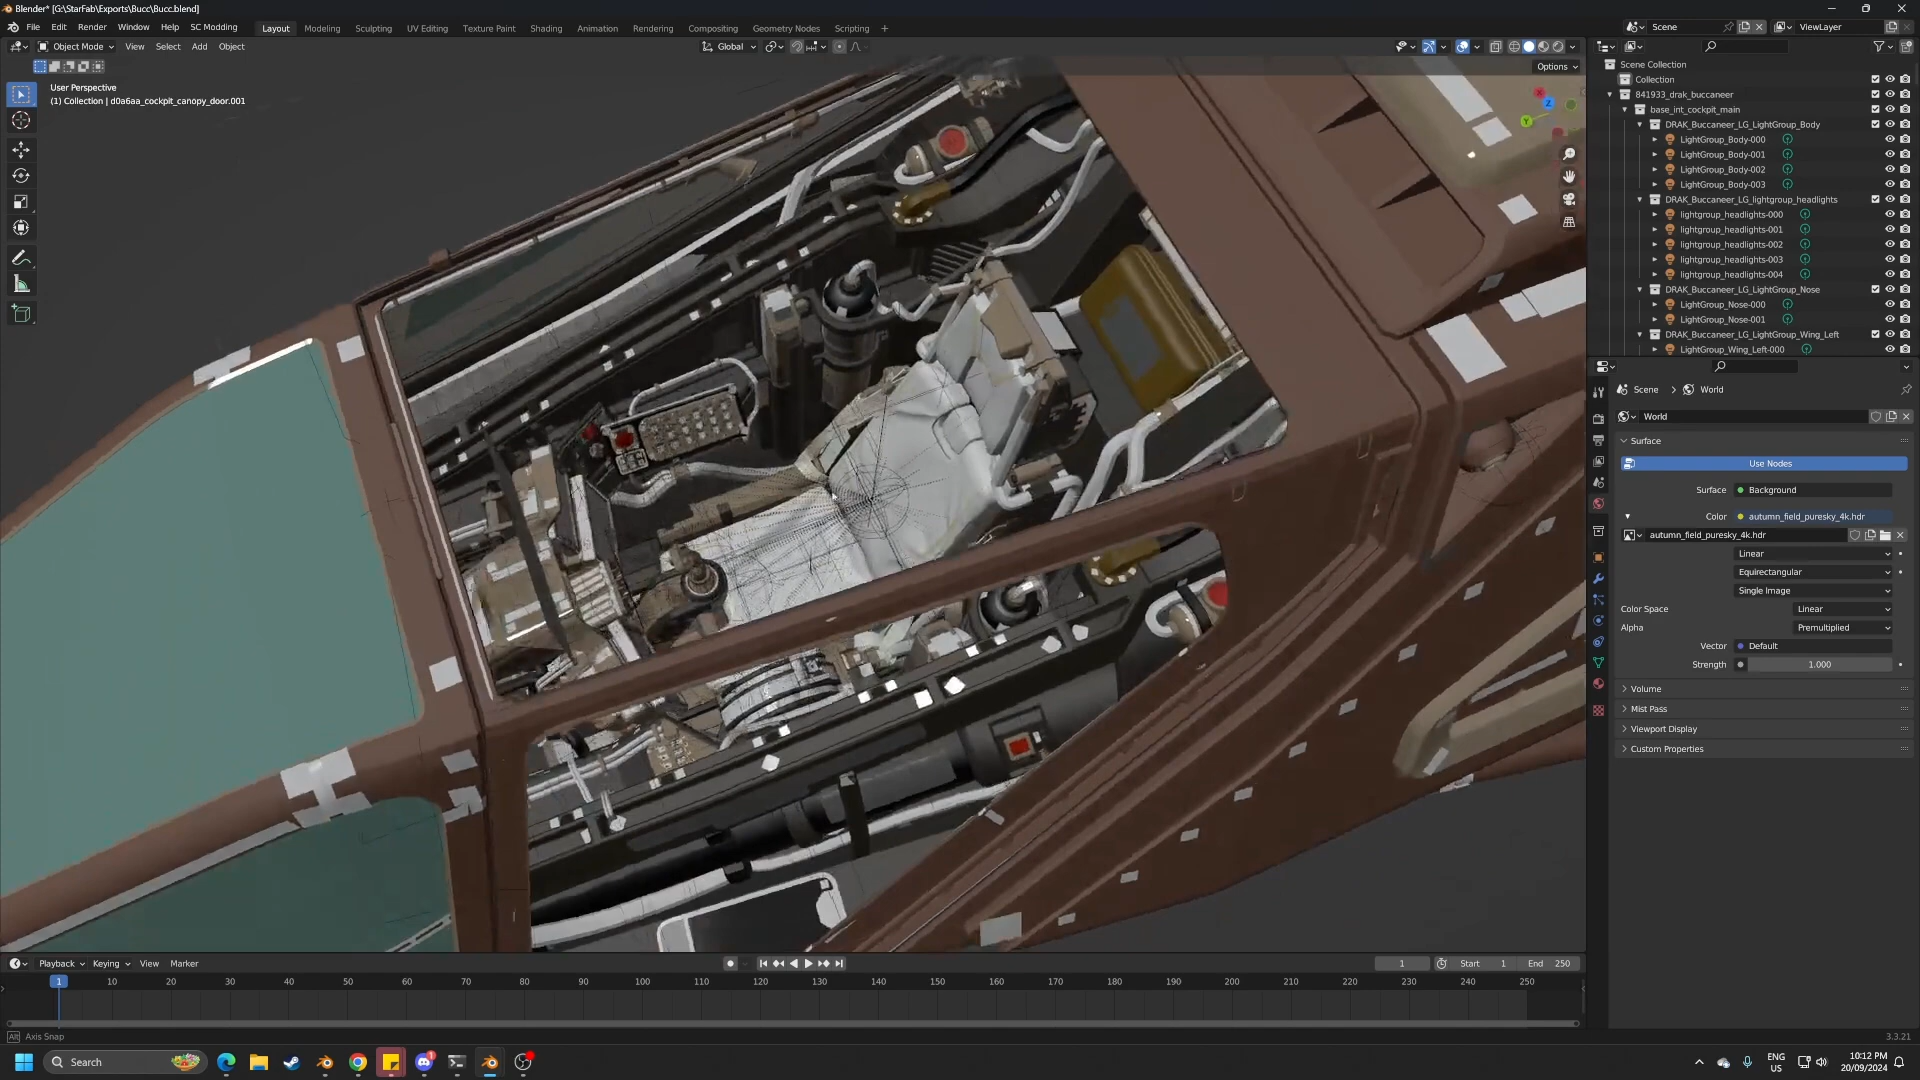 Blender* [G:\StarFab\Exports\Bucc\Bucc.blend]
File Edit Render Window Help SC Modding Layout Modeling Sculpting UV Editing Texture Paint Shading Animation Rendering Compositing Geometry Nodes Scripting +
Scene
ViewLayer
Object Mode View Select Add Object
Global
Options
User Perspective
(1) Collection | d0a6aa_cockpit_canopy_door.001
Z
Y
Scene Collection
Collection
841933_drak_buccaneer
base_int_cockpit_main
DRAK_Buccaneer_LG_LightGroup_Body
LightGroup_Body-000
LightGroup_Body-001
LightGroup_Body-002
LightGroup_Body-003
DRAK_Buccaneer_LG_lightgroup_headlights
lightgroup_headlights-000
lightgroup_headlights-001
lightgroup_headlights-002
lightgroup_headlights-003
lightgroup_headlights-004
DRAK_Buccaneer_LG_LightGroup_Nose
LightGroup_Nose-000
LightGroup_Nose-001
DRAK_Buccaneer_LG_LightGroup_Wing_Left
LightGroup_Wing_Left-000
Scene > World
World
Surface
Use Nodes
Surface Background
Color autumn_field_puresky_4k.hdr
autumn_field_puresky_4k.hdr
Linear
Equirectangular
Single Image
Color Space Linear
Alpha Premultiplied
Vector Default
Strength 1.000
Volume
Mist Pass
Viewport Display
Custom Properties
Playback Keying View Marker
1 Start 1 End 250
1 10 20 30 40 50 60 70 80 90 100 110 120 130 140 150 160 170 180 190 200 210 220 230 240 250
Alt Axis Snap
3.3.21
Search
1
ENG
US
10:12 PM
20/09/2024